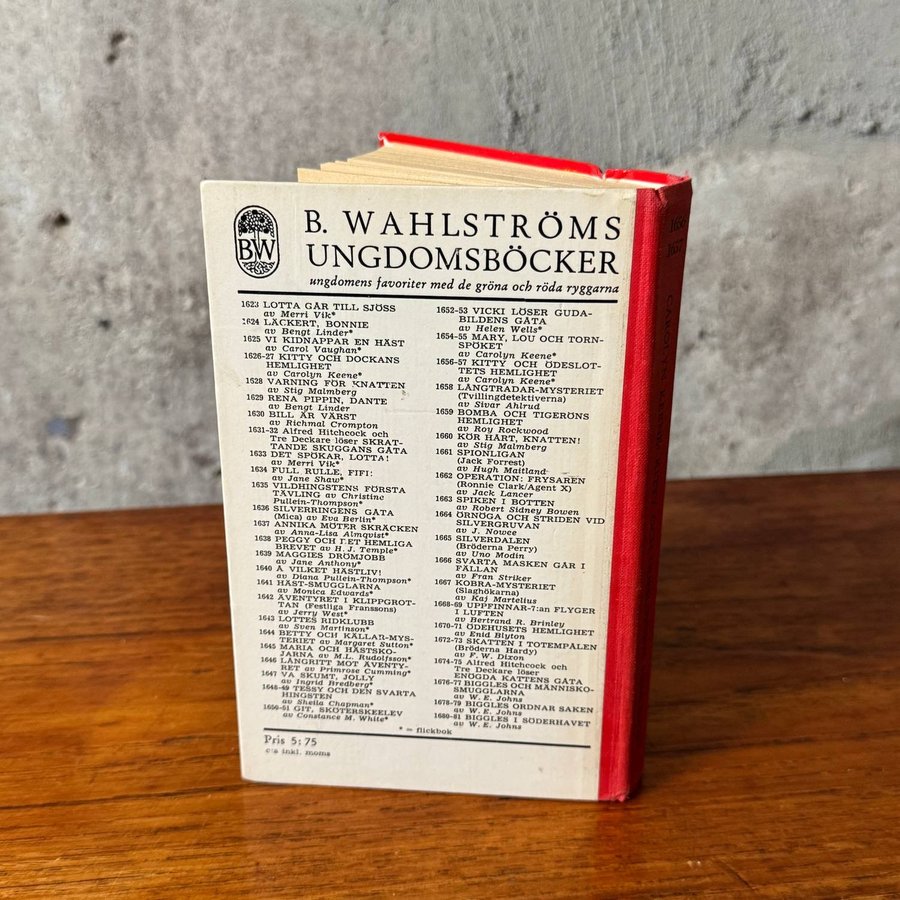 BW
B. WAHLSTRÖMS
UNGDOMSBÖCKER
ungdomens favoriter med de gröna och röda ryggarna
1623 LOTTA GÅR TILL SJÖSS
av Merri Vik*
1624 LÄCKERT, BONNIE
av Bengt Linder*
1625 VI KIDNAPPAR EN HÄST
av Carol Vaughan*
1626-27 KITTY OCH DOCKANS
HEMLIGHET
av Carolyn Keene*
1628 VARNING FÖR KNATTEN
av Stig Malmberg
1629 RENA PIPPIN, DANTE
av Bengt Linder
1630 BILL ÄR VÄRST
av Richmal Crompton
1631-32 Alfred Hitchcock och
Tre Deckare löser SKRAT-
TANDE SKUGGANS GÅTA
1633 DET SPÖKAR, LOTTA!
av Merri Vik*
1634 FULL RULLE, FIFI!
av Jane Shaw*
1635 VILDHINGSTENS FÖRSTA
TÄVLING av Christine
Pullein-Thompson*
1636 SILVERRINGENS GÅTA
(Mica) av Eva Berlin*
1637 ANNIKA MÖTER SKRÄCKEN
av Anna-Lisa Almqvist*
1638 PEGGY OCH DET HEMLIGA
BREVET av H. J. Temple*
1639 MAGGIES DRÖMJOBB
av Jane Anthony*
1640 Å VILKET HÄSTLIV!
av Diana Pullein-Thompson*
1641 HÄST-SMUGGLARNA
av Monica Edwards*
1642 ÄVENTYRET I KLIPPGROT-
TAN (Festliga Franssons)
av Jerry West*
1643 LOTTES RIDKLUBB
av Sven Martinson*
1644 BETTY OCH KÄLLAR-MYS-
TERIET av Margaret Sutton*
1645 MARIA OCH HÄSTSKO-
JARNA av M.L. Rudolfsson*
1646 LÅNGRITT MOT ÄVENTY-
RET av Primrose Cumming*
1647 VA SKUMT, JOLLY
av Ingrid Bredberg*
1648-49 TESSY OCH DEN SVARTA
HINGSTEN
av Sheila Chapman*
1650-51 GIT, SKÖTERSKEELEV
av Constance M. White*
1652-53 VICKI LÖSER GUDA-
BILDENS GÅTA
av Helen Wells*
1654-55 MARY, LOU OCH TORN-
SPÖKET
av Carolyn Keene*
1656-57 KITTY OCH ÖDESLOT-
TETS HEMLIGHET
av Carolyn Keene*
1658 LÅNGTRADAR-MYSTERIET
(Tvillingdetektiverna)
av Sivar Ahlrud
1659 BOMBA OCH TIGERÖNS
HEMLIGHET
av Roy Rockwood
1660 KÖR HÅRT, KNATTEN!
av Stig Malmberg
1661 SPIONLIGAN
(Jack Forrest)
av Hugh Maitland
1662 OPERATION: FRYSAREN
(Ronnie Clark/Agent X)
av Jack Lancer
1663 SPIKEN I BOTTEN
av Robert Sidney Bowen
1664 ÖRNÖGA OCH STRIDEN VID
SILVERGRUVAN
av J. Nowee
1665 SILVERDALEN
(Bröderna Perry)
av Uno Modin
1666 SVARTA MASKEN GÅR I
FÄLLAN
av Fran Striker
1667 KOBRA-MYSTERIET
(Slaghökarna)
av Kaj Martelius
1668-69 UPPFINNAR-7:an FLYGER
I LUFTEN
av Bertrand R. Brinley
1670-71 ÖDEHUSETS HEMLIGHET
av Enid Blyton
1672-73 SKATTEN I TOTEMPÅLEN
(Bröderna Hardy)
av F. W. Dixon
1674-75 Alfred Hitchcock och
Tre Deckare löser
ENÖGDA KATTENS GÅTA
1676-77 BIGGLES OCH MÄNNISKO-
SMUGGLARNA
av W. E. Johns
1678-79 BIGGLES ORDNAR SAKEN
av W. E. Johns
1680-81 BIGGLES I SÖDERHAVET
av W. E. Johns
* = flickbok
Pris 5:75
c:a inkl. moms
1656
1657
CAROLYN KEENE